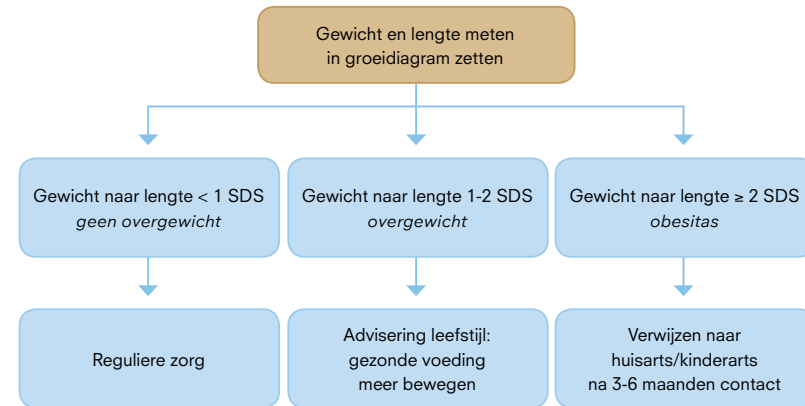 Gewicht en lengte meten
in groeidiagram zetten
Gewicht naar lengte < 1 SDS
geen overgewicht
Gewicht naar lengte 1-2 SDS
overgewicht
Gewicht naar lengte ≥ 2 SDS
obesitas
Reguliere zorg
Advisering leefstijl:
gezonde voeding
meer bewegen
Verwijzen naar
huisarts/kinderarts
na 3-6 maanden contact